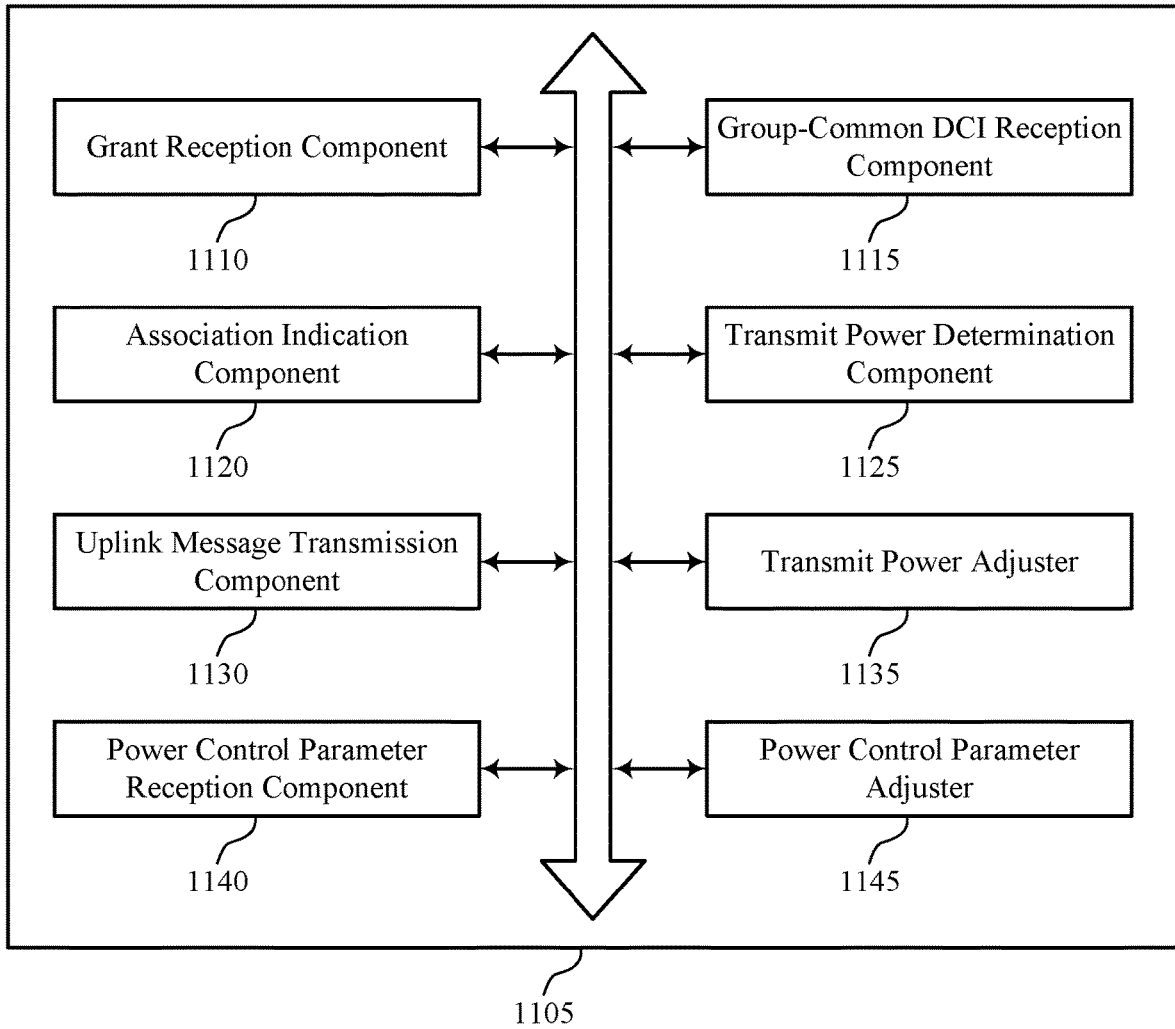 Grant Reception Component
1110
Group-Common DCI Reception
Component
1115
Association Indication
Component
1120
Transmit Power Determination
Component
1125
Uplink Message Transmission
Component
1130
Transmit Power Adjuster
1135
Power Control Parameter
Reception Component
1140
Power Control Parameter
Adjuster
1145
1105